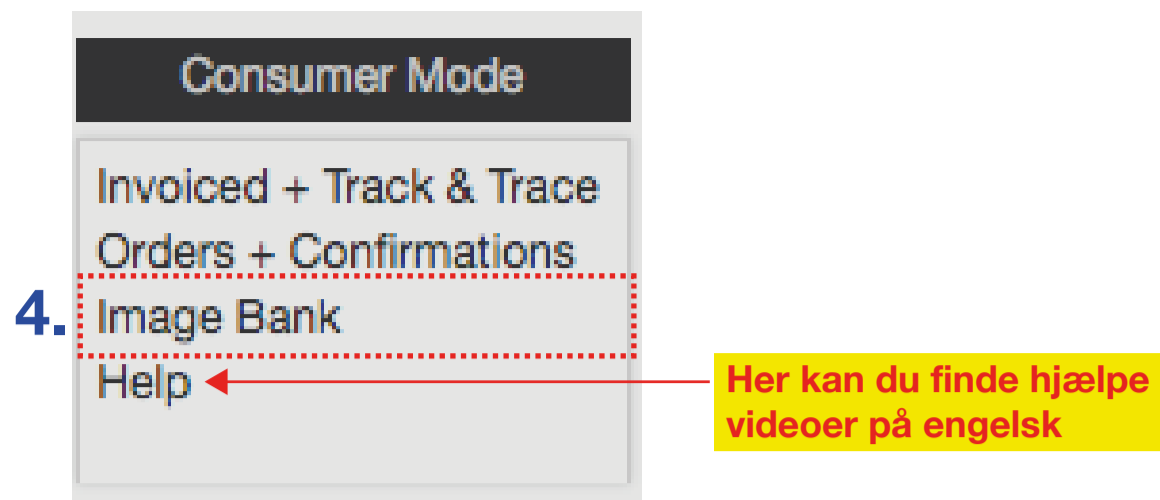 Consumer Mode
Invoiced + Track & Trace
Orders + Confirmations
4.
Image Bank
Help
Her kan du finde hjælpe
videoer på engelsk